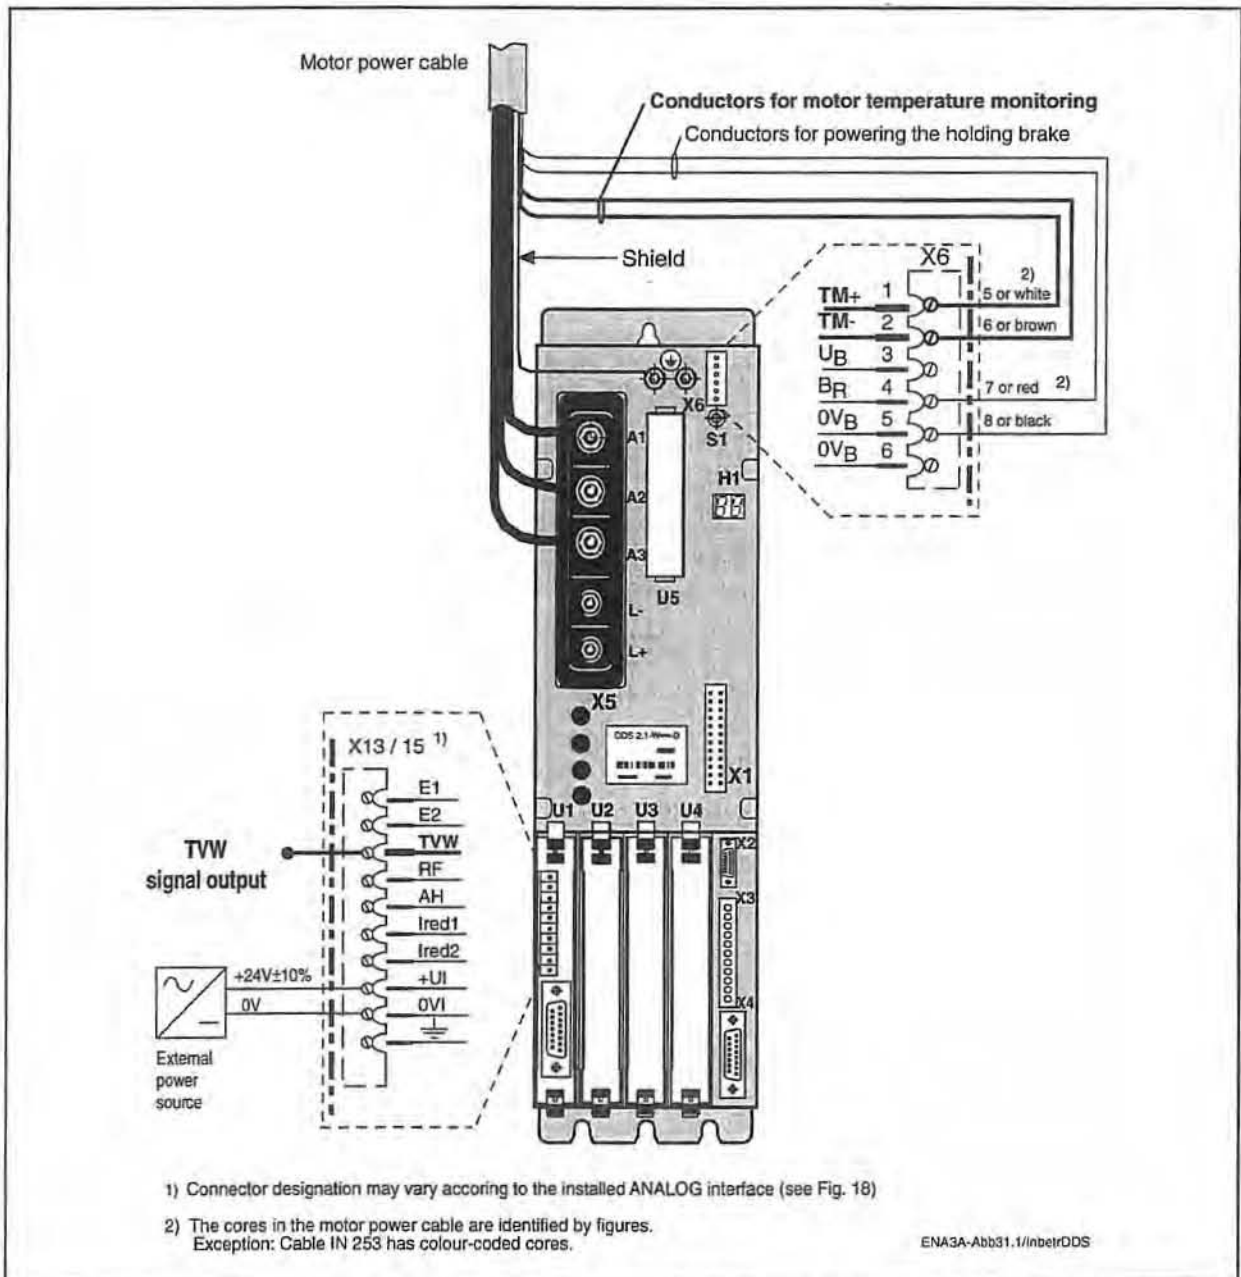 Motor power cable
Conductors for motor temperature monitoring
Conductors for powering the holding brake
Shield
X6
2)
TM+ 1 5 or white
TM- 2 6 or brown
UB 3
BR 4 7 or red 2)
0VB 5 8 or black
0VB 6
X6
S1
A1
H1
A2
A3
U5
L-
L+
X5
X13 / 15 1)
X1
E1
E2
TVW
TVW
signal output
RF
AH
Ired1
Ired2
+24V±10%
+UI
0V
0VI
External
power
source
U1 U2 U3 U4
X2
X3
X4
1) Connector designation may vary accoring to the installed ANALOG interface (see Fig. 18)
2) The cores in the motor power cable are identified by figures.
Exception: Cable IN 253 has colour-coded cores.
ENA3A-Abb31.1/inbetrDDS